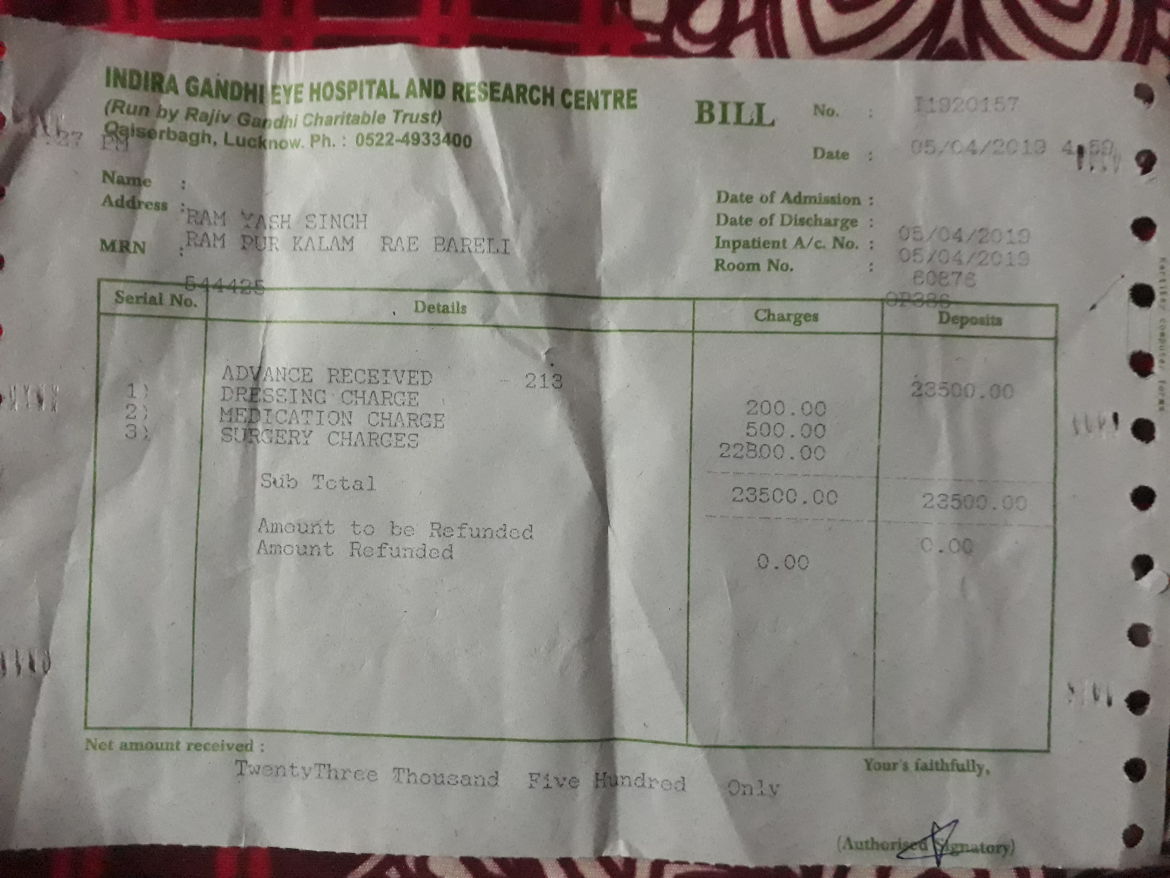 INDIRA GANDHI EYE HOSPITAL AND RESEARCH CENTRE
(Run by Rajiv Gandhi Charitable Trust)
Qaiserbagh, Lucknow. Ph. : 0522-4933400
27 PM
BILL
No. : I1920157
Date : 05/04/2019
Name :
Address : RAM YASH SINGH
MRN : RAM PUR KALAM RAE BARELI
544425
Date of Admission :
Date of Discharge : 05/04/2019
Inpatient A/c. No. : 05/04/2019
Room No. : 60876
OP386
Serial No. Details Charges Deposits
ADVANCE RECEIVED - 213 23500.00
1) DRESSING CHARGE 200.00
2) MEDICATION CHARGE 500.00
3) SURGERY CHARGES 22800.00
Sub Total 23500.00 23500.00
Amount to be Refunded 0.00
Amount Refunded 0.00
Net amount received :
TwentyThree Thousand Five Hundred Only
Your's faithfully,
(Authorised Signatory)